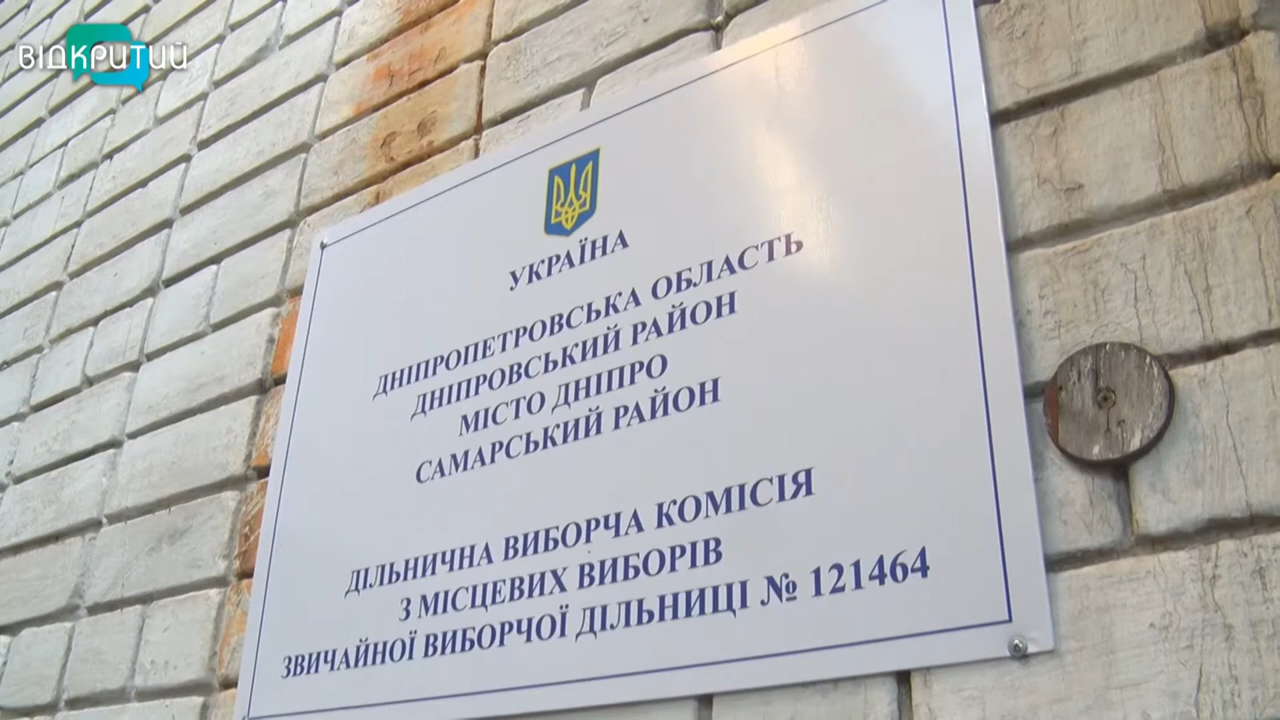 ВІДКРИТИЙ
УКРАЇНА
ДНІПРОПЕТРОВСЬКА ОБЛАСТЬ
ДНІПРОВСЬКИЙ РАЙОН
МІСТО ДНІПРО
САМАРСЬКИЙ РАЙОН
ДІЛЬНИЧНА ВИБОРЧА КОМІСІЯ
З МІСЦЕВИХ ВИБОРІВ
ЗВИЧАЙНОЇ ВИБОРЧОЇ ДІЛЬНИЦІ № 121464